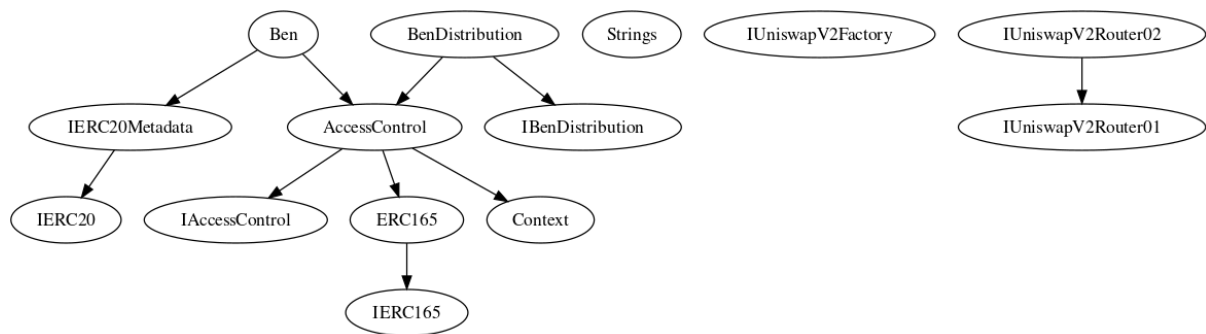 Ben
BenDistribution
Strings
IUniswapV2Factory
IUniswapV2Router02
IERC20Metadata
AccessControl
IBenDistribution
IUniswapV2Router01
IERC20
IAccessControl
ERC165
Context
IERC165